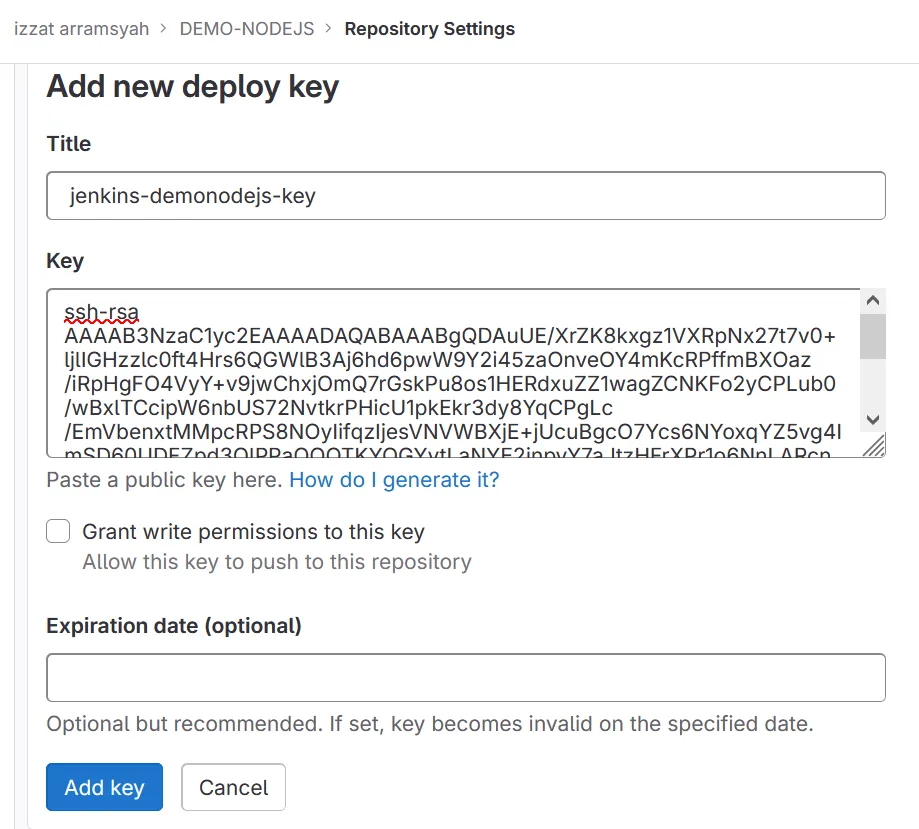 izzat arramsyah > DEMO-NODEJS > Repository Settings
Add new deploy key
Title
jenkins-demonodejs-key
Key
ssh-rsa
AAAAB3NzaC1yc2EAAAADAQABAAABgQDAuUE/XrZK8kxgz1VXRpNx27t7v0+
ljlIGHzzlc0ft4Hrs6QGWlB3Aj6hd6pwW9Y2i45zaOnveOY4mKcRPffmBXOaz
/iRpHgFO4VyY+v9jwChxjOmQ7rGskPu8os1HERdxuZZ1wagZCNKFo2yCPLub0
/wBxlTCcipW6nbUS72NvtkrPHicU1pkEkr3dy8YqCPgLc
/EmVbenxtMMpcRPS8NOyIifqzIjesVNVWBXjE+jUcuBgcO7Ycs6NYoxqYZ5vg4I
Paste a public key here. How do I generate it?
Grant write permissions to this key
Allow this key to push to this repository
Expiration date (optional)
Optional but recommended. If set, key becomes invalid on the specified date.
Add key Cancel